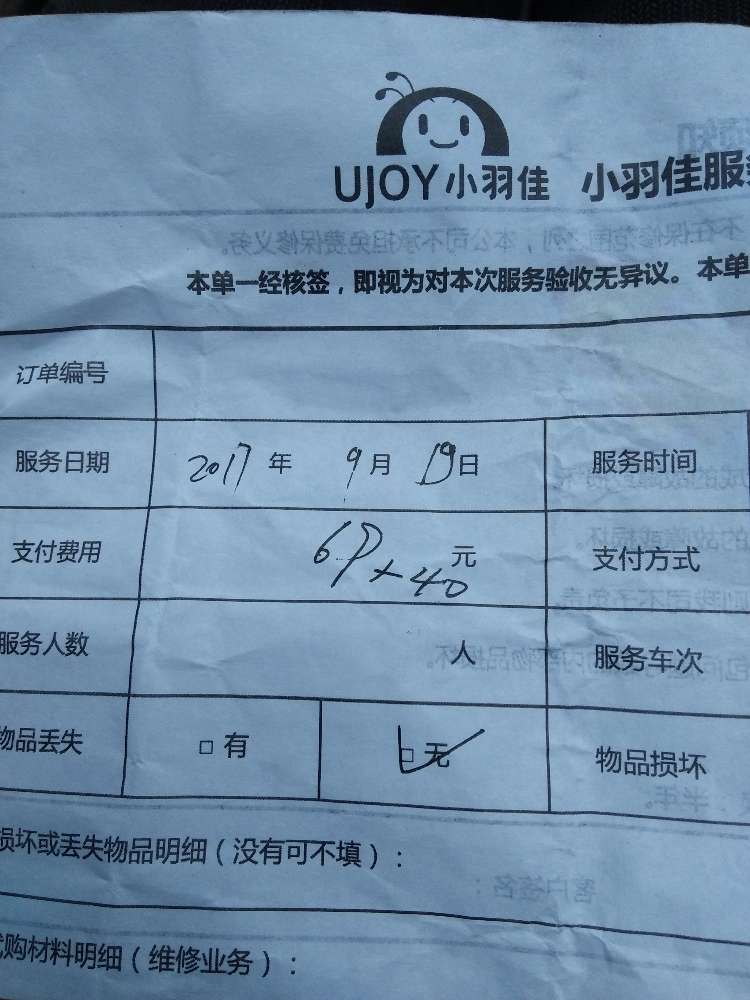 UJOY小羽佳 小羽佳服务
本单一经核签，即视为对本次服务验收无异议。本单
订单编号
服务日期 2017 年 9 月 19 日 服务时间
支付费用 69+40 元 支付方式
服务人数 人 服务车次
物品丢失 □ 有 □ 无 物品损坏
损坏或丢失物品明细（没有可不填）：
购材料明细（维修业务）：